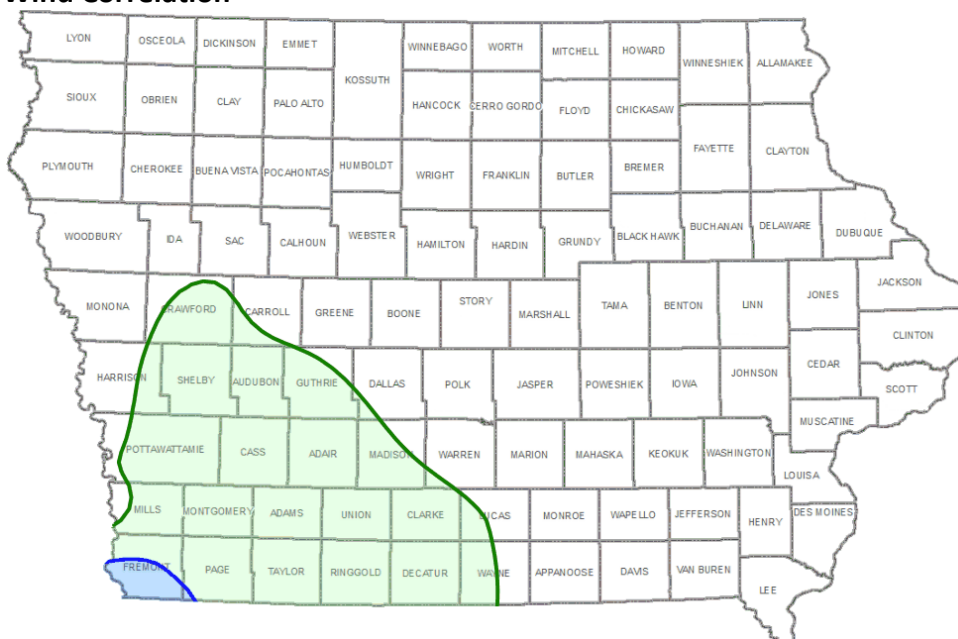 Wind Correlation
LYON OSCEOLA DICKINSON EMMET WINNEBAGO WORTH MITCHELL HOWARD WINNESHIEK ALLAMAKEE
KOSSUTH
SIOUX OBRIEN CLAY PALO ALTO HANCOCK CERRO GORDO FLOYD CHICKASAW
PLYMOUTH CHEROKEE BUENA VISTA POCAHONTAS HUMBOLDT WRIGHT FRANKLIN BUTLER BREMER FAYETTE CLAYTON
WOODBURY IDA SAC CALHOUN WEBSTER HAMILTON HARDIN GRUNDY BLACK HAWK BUCHANAN DELAWARE DUBUQUE
MONONA CRAWFORD CARROLL GREENE BOONE STORY MARSHALL TAMA BENTON LINN JONES JACKSON
CLINTON
HARRISON SHELBY AUDUBON GUTHRIE DALLAS POLK JASPER POWESHIEK IOWA JOHNSON CEDAR SCOTT
MUSCATINE
POTTAWATTAMIE CASS ADAIR MADISON WARREN MARION MAHASKA KEOKUK WASHINGTON LOUISA
MILLS MONTGOMERY ADAMS UNION CLARKE LUCAS MONROE WAPELLO JEFFERSON HENRY DES MOINES
FREMONT PAGE TAYLOR RINGGOLD DECATUR WAYNE APPANOOSE DAVIS VAN BUREN LEE